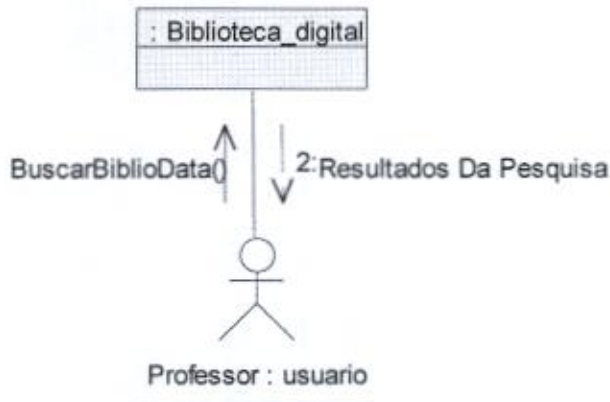 : Biblioteca_digital
BuscarBiblioData()
2:Resultados Da Pesquisa
Professor : usuario